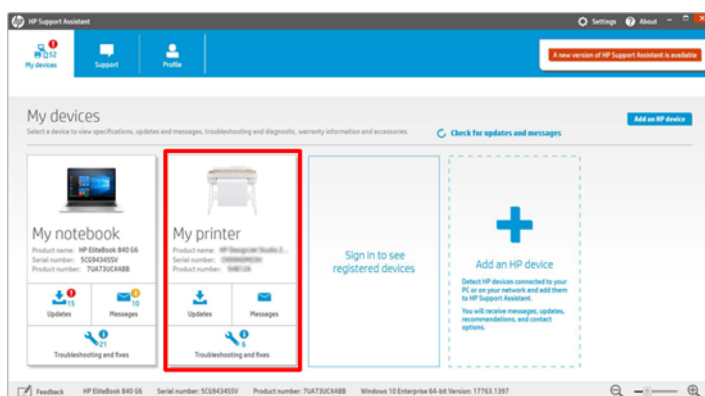 hp HP Support Assistant
Settings
? About
52
My devices
Support
Profile
A new version of HP Support Assistant is available
My devices
Select a device to view specifications, updates and messages, troubleshooting and diagnostic, warranty information and accessories.
Check for updates and messages
Add an HP device
My notebook
Product name: HP EliteBook 840 G6
Serial number: 5CG94345SV
Product number: 7UA73UC#ABB
15
Updates
10
Messages
21
Troubleshooting and fixes
My printer
Product name:
Serial number:
Product number:
Updates
Messages
6
Troubleshooting and fixes
Sign in to see
registered devices
Add an HP device
Detect HP devices connected to your
PC or on your network and add them
to HP Support Assistant.
You will receive messages, updates,
recommendations, and contact
options.
Feedback
HP EliteBook 840 G6
Serial number: 5CG94345SV
Product number: 7UA73UC#ABB
Windows 10 Enterprise 64-bit Version: 17763.1397